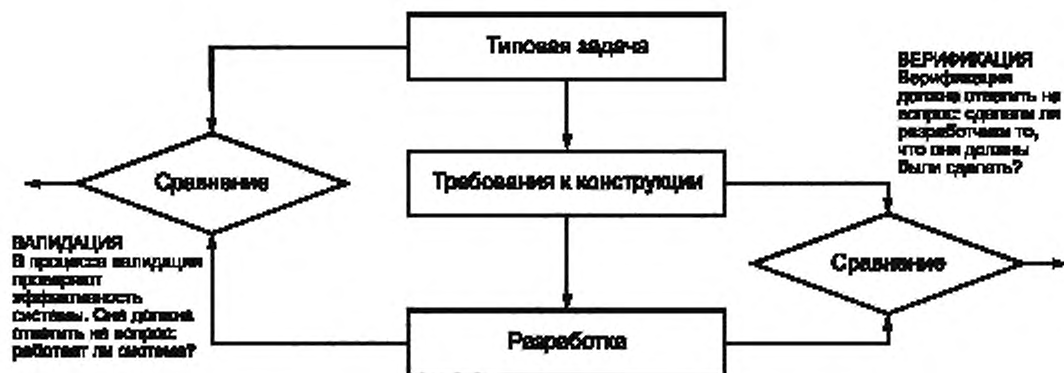 Типовая задача
ВЕРИФИКАЦИЯ
Верификация
должна ответить на
вопрос: сделали ли
разработчики то,
что они должны
были сделать?
Сравнение
Требования к конструкции
ВАЛИДАЦИЯ
В процессе валидации
проверяют
эффективность
системы. Она должна
ответить на вопрос:
работает ли система?
Сравнение
Разработка